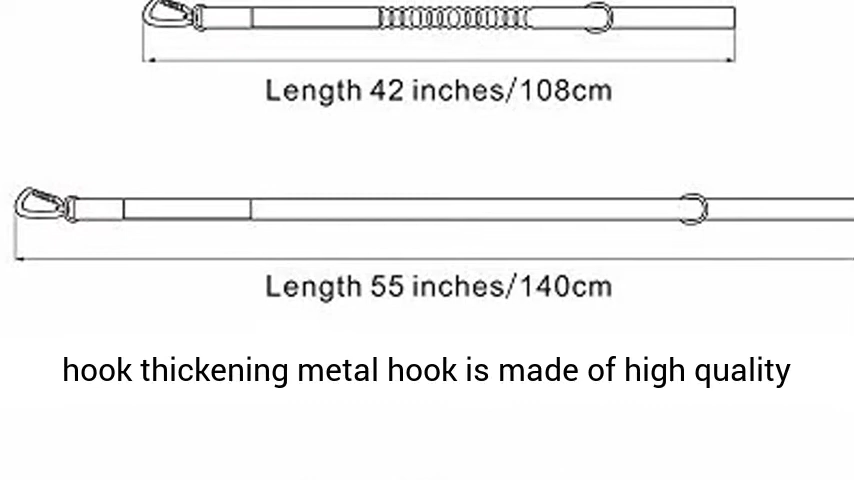 Length 42 inches/108cm
Length 55 inches/140cm
hook thickening metal hook is made of high quality